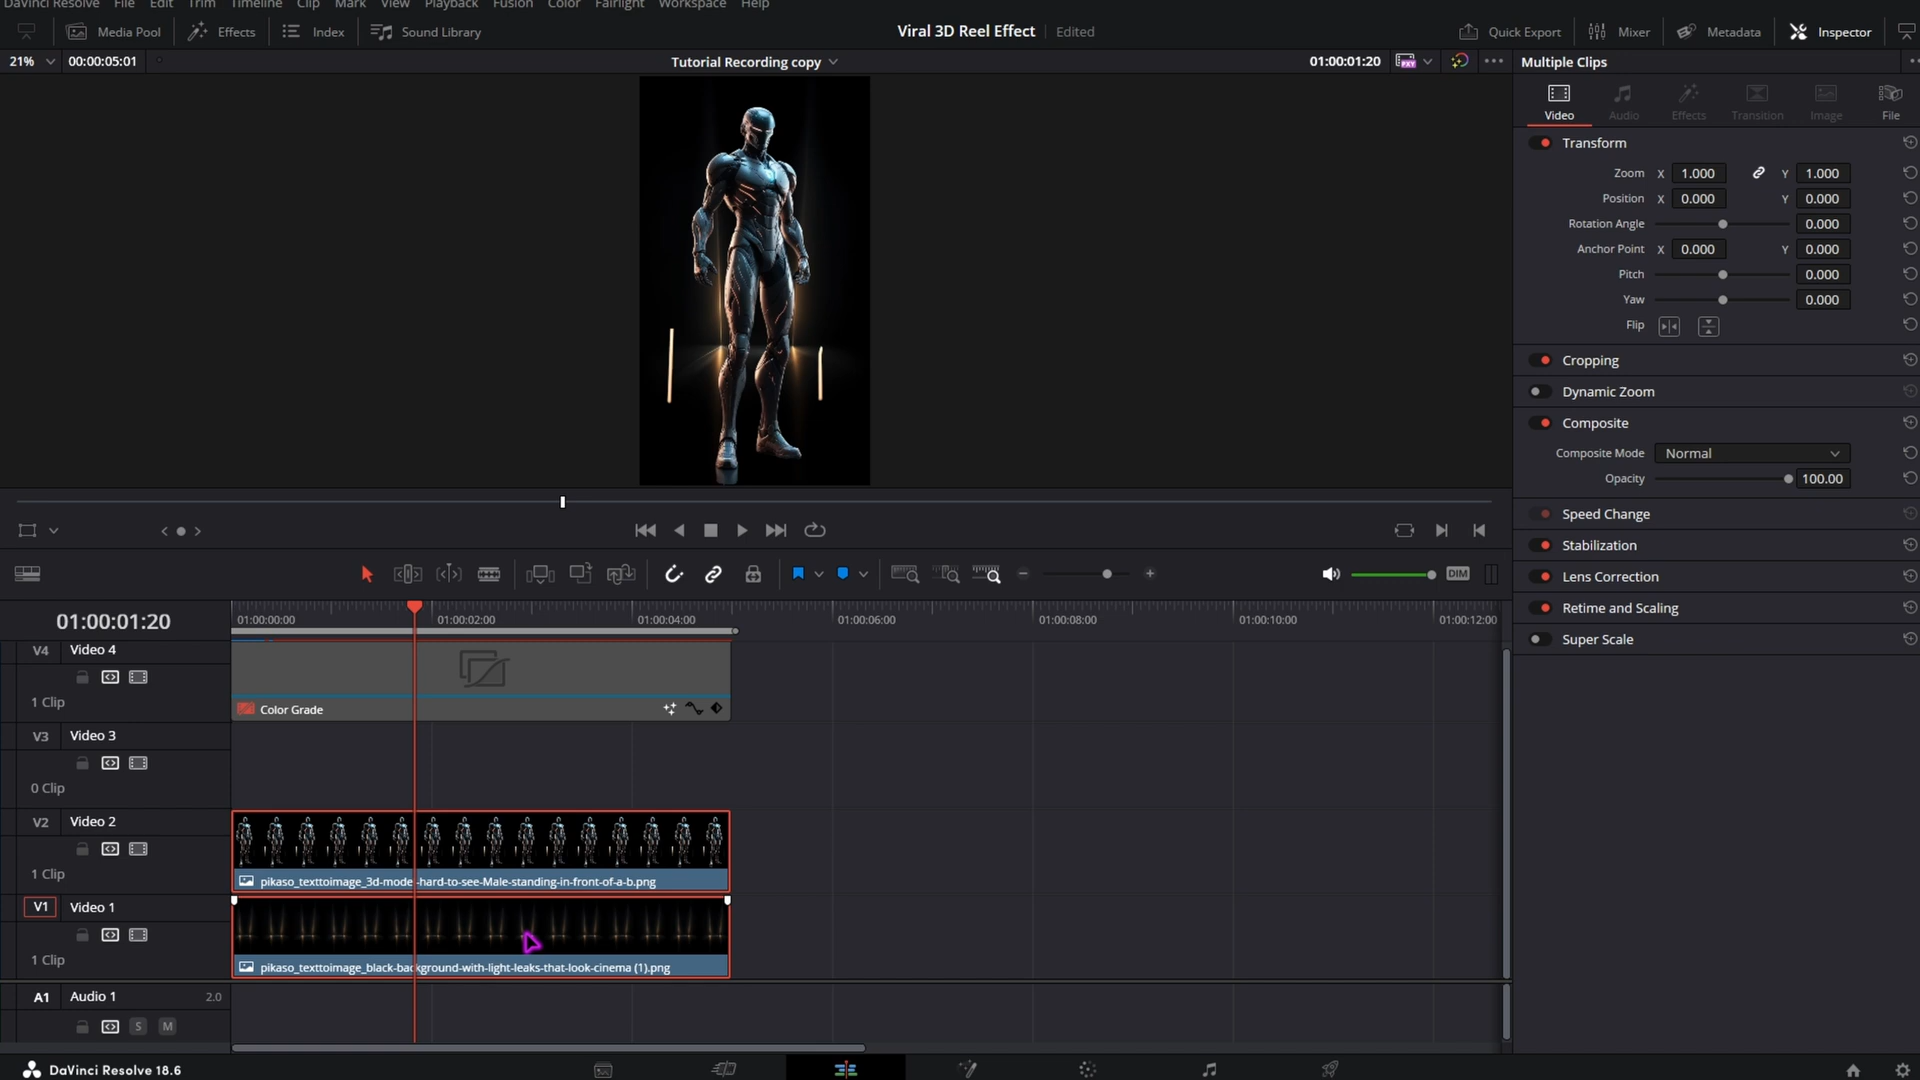 DaVinci Resolve File Edit Trim Timeline Clip Mark View Playback Fusion Color Fairlight Workspace Help
Media Pool Effects Index Sound Library Viral 3D Reel Effect Edited Quick Export Mixer Metadata Inspector
21% 00:00:05:01 Tutorial Recording copy 01:00:01:20 PXY Multiple Clips
Video Audio Effects Transition Image File
Transform
Zoom X 1.000 Y 1.000
Position X 0.000 Y 0.000
Rotation Angle 0.000
Anchor Point X 0.000 Y 0.000
Pitch 0.000
Yaw 0.000
Flip
Cropping
Dynamic Zoom
Composite
Composite Mode Normal
Opacity 100.00
Speed Change
Stabilization
Lens Correction
Retime and Scaling
Super Scale
DIM
01:00:01:20
01:00:00:00 01:00:02:00 01:00:04:00 01:00:06:00 01:00:08:00 01:00:10:00 01:00:12:00
V4 Video 4
1 Clip
Color Grade
V3 Video 3
0 Clip
V2 Video 2
1 Clip
pikaso_texttoimage_3d-model-hard-to-see-Male-standing-in-front-of-a-b.png
V1 Video 1
1 Clip
pikaso_texttoimage_black-background-with-light-leaks-that-look-cinema (1).png
A1 Audio 1 2.0
S M
DaVinci Resolve 18.6